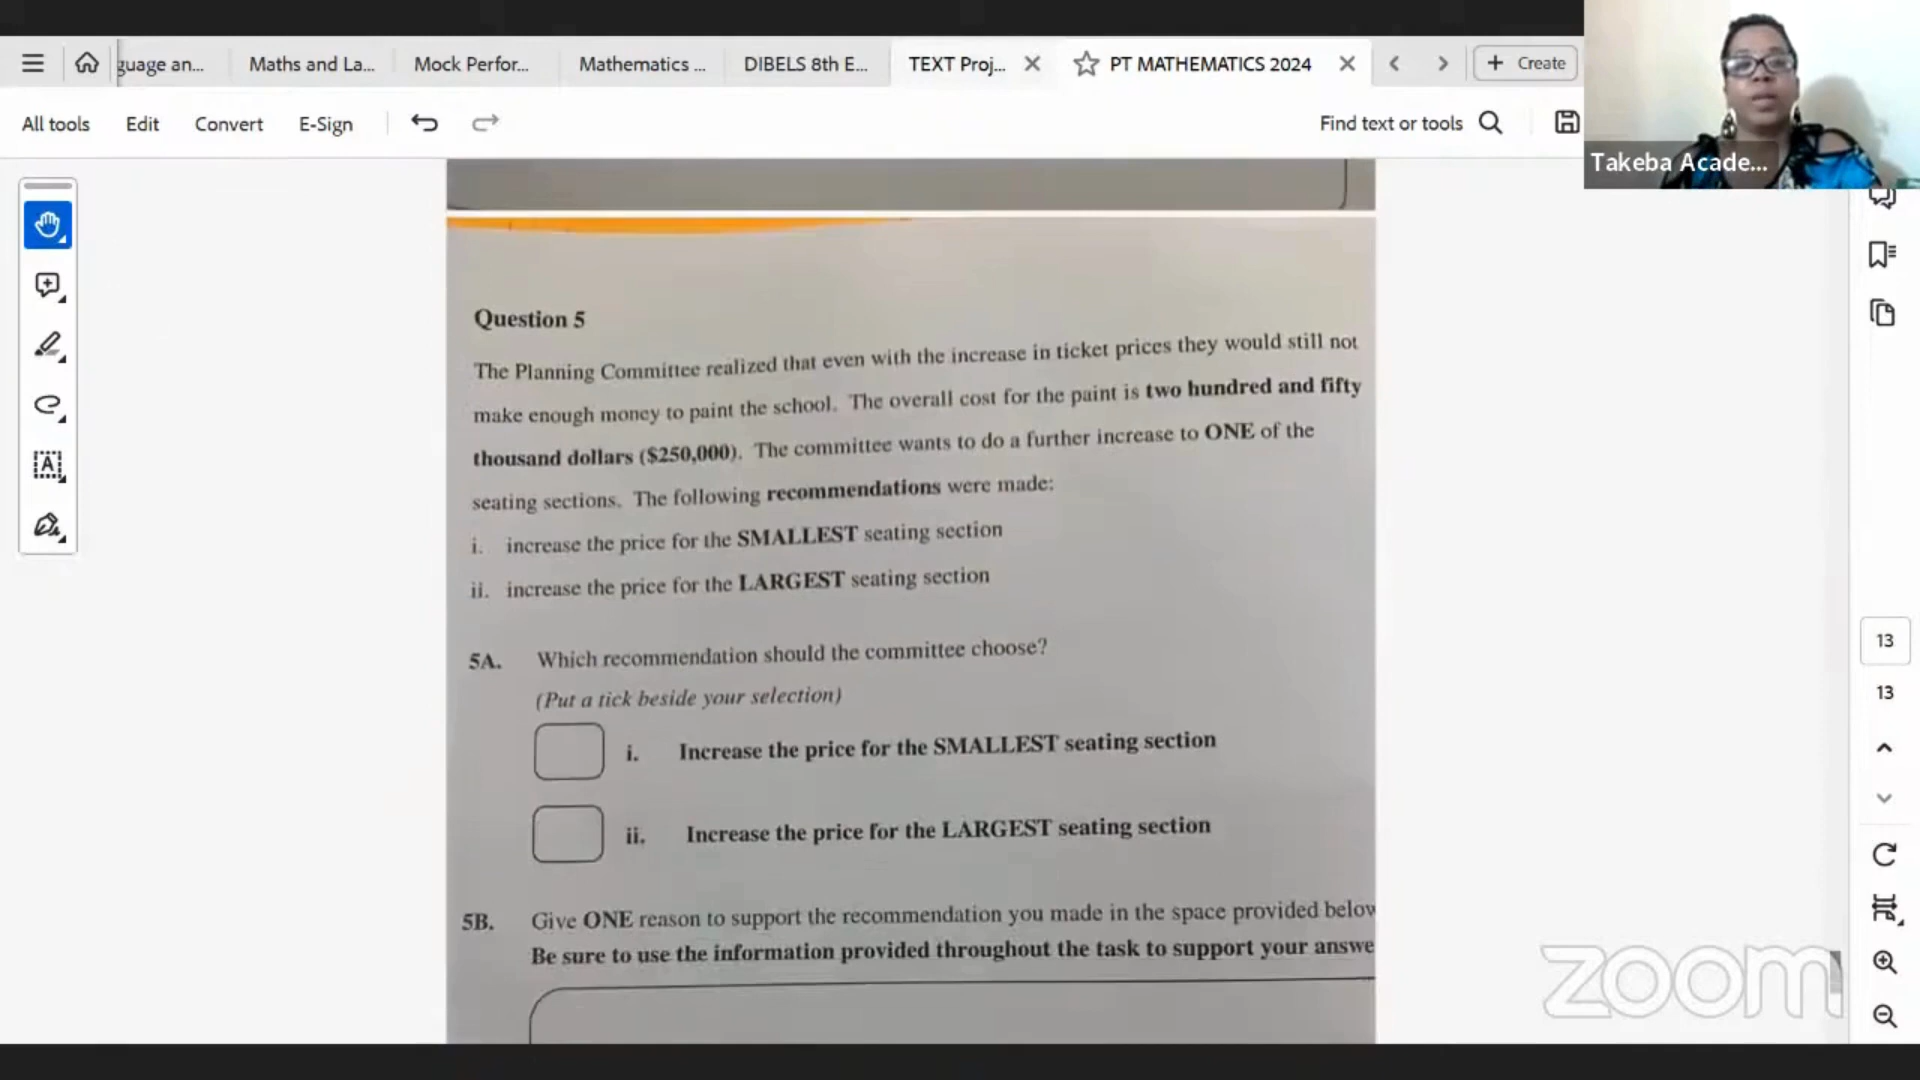 guage an...
Maths and La...
Mock Perfor...
Mathematics ...
DIBELS 8th E...
TEXT Proj...
PT MATHEMATICS 2024
+ Create
All tools
Edit
Convert
E-Sign
Find text or tools
Takeba Acade...
Question 5
The Planning Committee realized that even with the increase in ticket prices they would still not
make enough money to paint the school. The overall cost for the paint is two hundred and fifty
thousand dollars ($250,000). The committee wants to do a further increase to ONE of the
seating sections. The following recommendations were made:
i. increase the price for the SMALLEST seating section
ii. increase the price for the LARGEST seating section
5A. Which recommendation should the committee choose?
(Put a tick beside your selection)
i. Increase the price for the SMALLEST seating section
ii. Increase the price for the LARGEST seating section
5B. Give ONE reason to support the recommendation you made in the space provided below
Be sure to use the information provided throughout the task to support your answe
13
13
zoom